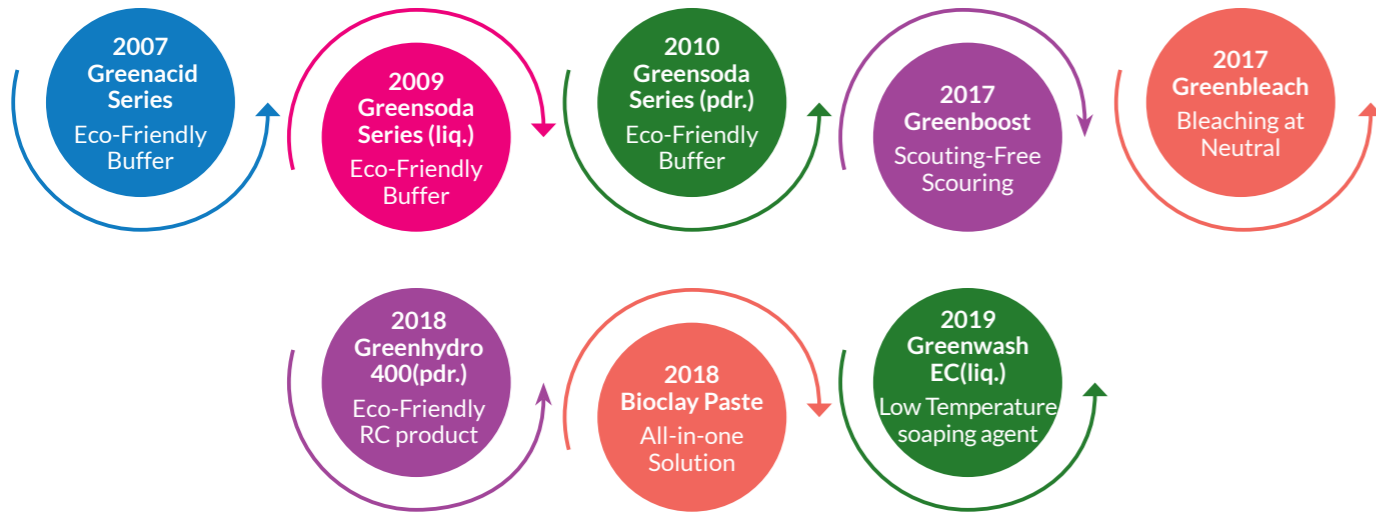 2007
Greenacid
Series
Eco-Friendly
Buffer
2009
Greensoda
Series (liq.)
Eco-Friendly
Buffer
2010
Greensoda
Series (pdr.)
Eco-Friendly
Buffer
2017
Greenboost
Scouting-Free
Scouring
2017
Greenbleach
Bleaching at
Neutral
2018
Greenhydro
400(pdr.)
Eco-Friendly
RC product
2018
Bioclay Paste
All-in-one
Solution
2019
Greenwash
EC(liq.)
Low Temperature
soaping agent